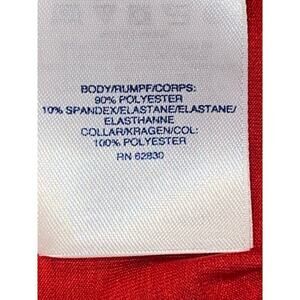 BODY/RUMPF/CORPS:
90% POLYESTER
10% SPANDEX/ELASTANE/ELASTANE/
ELASTHANNE
COLLAR/KRAGEN/COL:
100% POLYESTER
RN 62830